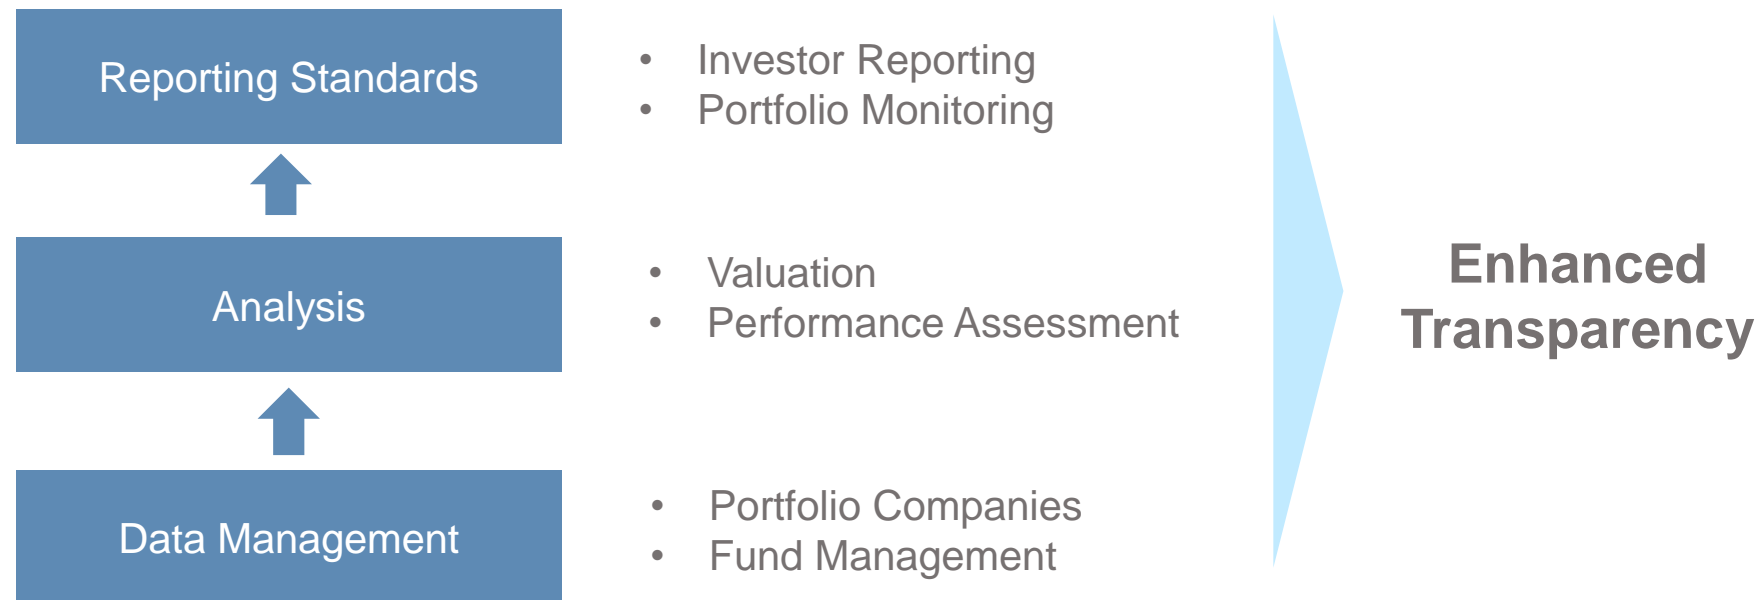 Reporting Standards
• Investor Reporting
• Portfolio Monitoring
Analysis
• Valuation
• Performance Assessment
Data Management
• Portfolio Companies
• Fund Management
Enhanced
Transparency